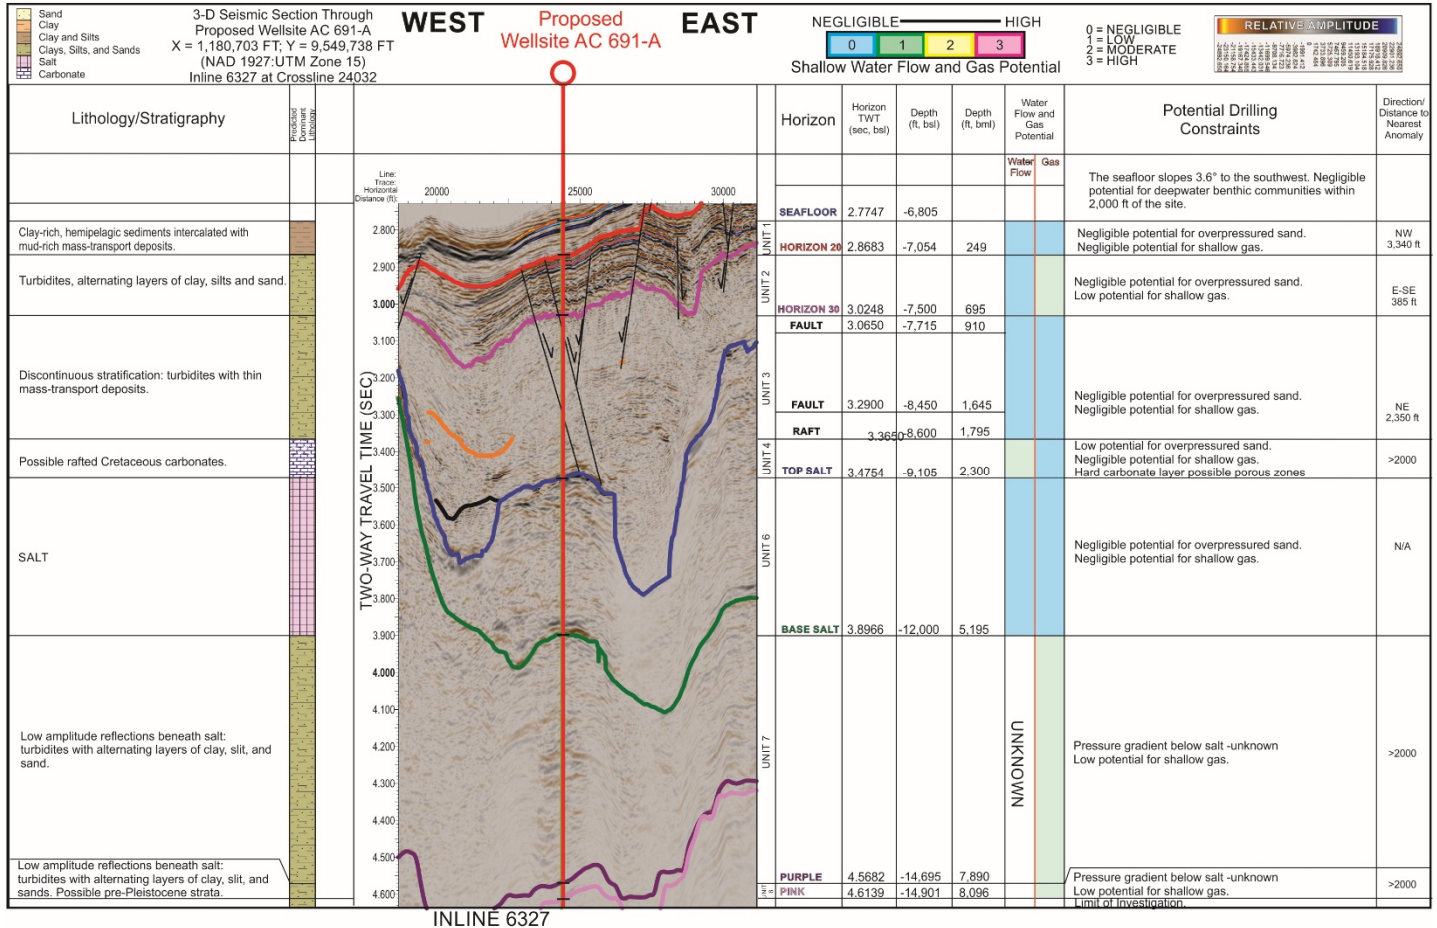 Sand
Clay
Clay and Silts
Clays, Silts, and Sands
Salt
Carbonate
3-D Seismic Section Through
Proposed Wellsite AC 691-A
X = 1,180,703 FT; Y = 9,549,738 FT
(NAD 1927:UTM Zone 15)
Inline 6327 at Crossline 24032
WEST
Proposed
Wellsite AC 691-A
EAST
NEGLIGIBLE HIGH
0 1 2 3
Shallow Water Flow and Gas Potential
0 = NEGLIGIBLE
1 = LOW
2 = MODERATE
3 = HIGH
RELATIVE AMPLITUDE
Lithology/Stratigraphy
Predicted
Dominant
Lithology
Horizon
Horizon
TWT
(sec, bsl)
Depth
(ft, bsl)
Depth
(ft, bml)
Water
Flow and
Gas
Potential
Potential Drilling
Constraints
Direction/
Distance to
Nearest
Anomaly
Water
Flow
Gas
Line:
Trace:
Horizontal
Distance (ft):
20000 25000 30000
TWO-WAY TRAVEL TIME (SEC)
2.800
2.900
3.000
3.100
3.200
3.300
3.400
3.500
3.600
3.700
3.800
3.900
4.000
4.100
4.200
4.300
4.400
4.500
4.600
INLINE 6327
The seafloor slopes 3.6° to the southwest. Negligible
potential for deepwater benthic communities within
2,000 ft of the site.
SEAFLOOR 2.7747 -6,805
Clay-rich, hemipelagic sediments intercalated with
mud-rich mass-transport deposits.
UNIT 1
HORIZON 20 2.8683 -7,054 249
Negligible potential for overpressured sand.
Negligible potential for shallow gas.
NW
3,340 ft
Turbidites, alternating layers of clay, silts and sand.
UNIT 2
HORIZON 30 3.0248 -7,500 695
Negligible potential for overpressured sand.
Low potential for shallow gas.
E-SE
385 ft
FAULT 3.0650 -7,715 910
Discontinuous stratification: turbidites with thin
mass-transport deposits.
UNIT 3
FAULT 3.2900 -8,450 1,645
RAFT 3.3650 -8,600 1,795
Negligible potential for overpressured sand.
Negligible potential for shallow gas.
NE
2,350 ft
Possible rafted Cretaceous carbonates.
UNIT 4
TOP SALT 3.4754 -9,105 2,300
Low potential for overpressured sand.
Negligible potential for shallow gas.
Hard carbonate layer possible porous zones
>2000
SALT
UNIT 6
BASE SALT 3.8966 -12,000 5,195
Negligible potential for overpressured sand.
Negligible potential for shallow gas.
N/A
Low amplitude reflections beneath salt:
turbidites with alternating layers of clay, slit, and
sand.
UNIT 7
UNKNOWN
Pressure gradient below salt -unknown
Low potential for shallow gas.
>2000
PURPLE 4.5682 -14,695 7,890
Low amplitude reflections beneath salt:
turbidites with alternating layers of clay, slit, and
sands. Possible pre-Pleistocene strata.
PINK 4.6139 -14,901 8,096
Pressure gradient below salt -unknown
Low potential for shallow gas.
Limit of Investigation.
>2000